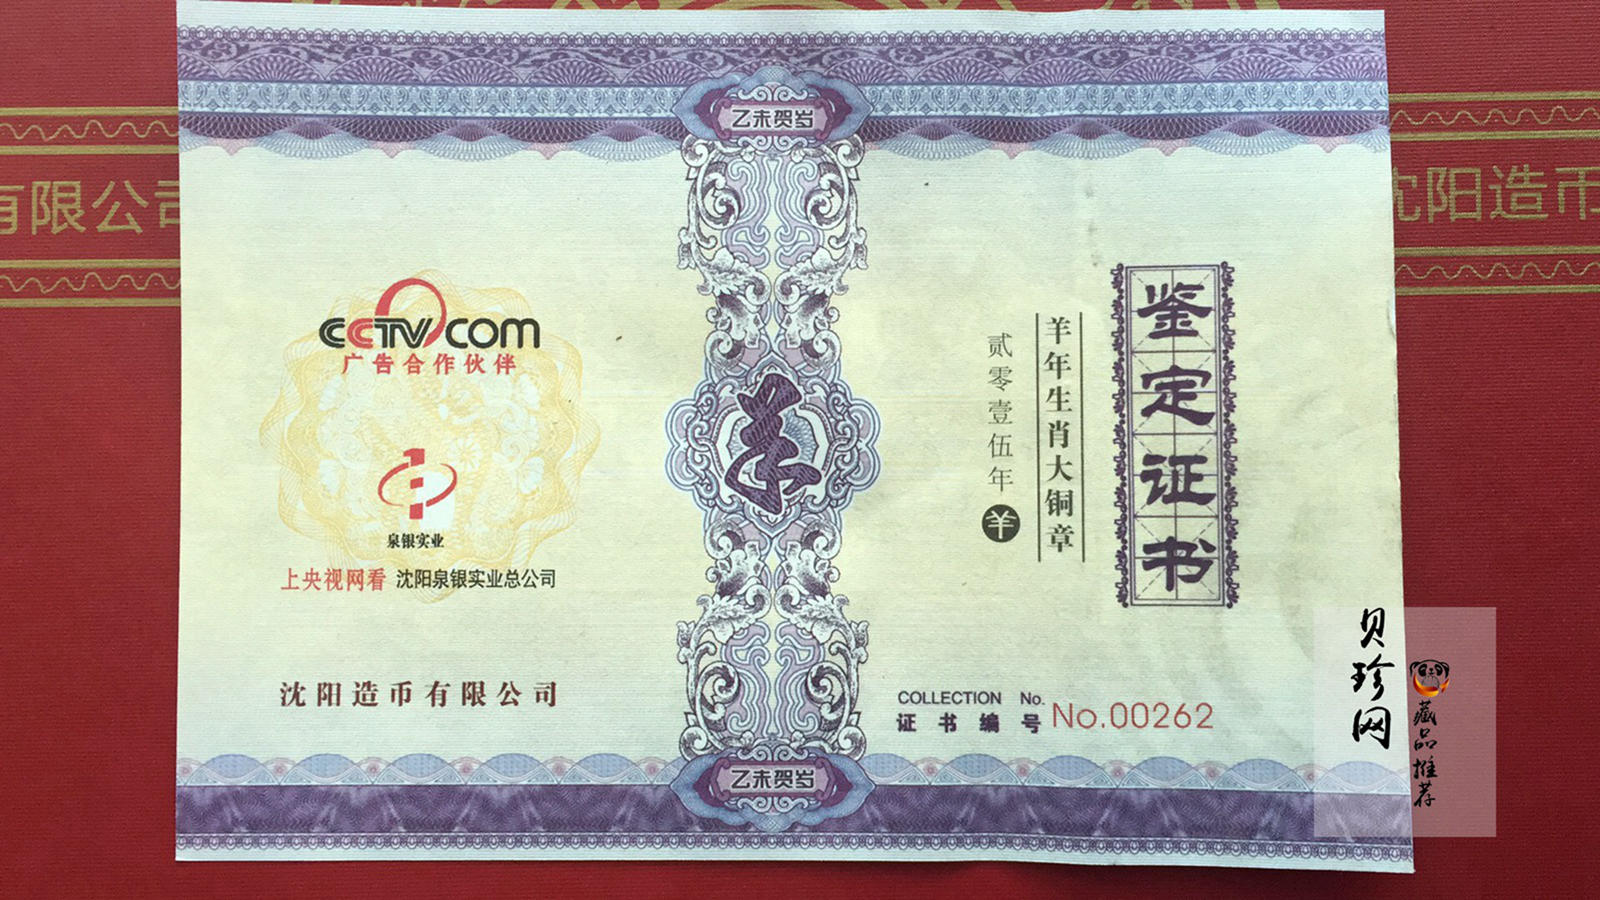 有限公司
沈阳造币
乙未贺岁
CCTV.com
广告合作伙伴
泉银实业
上央视网看 沈阳泉银实业总公司
沈阳造币有限公司
羊
鉴定证书
羊年生肖大铜章
贰零壹伍年 羊
COLLECTION No.
证书编号 No.00262
乙未贺岁
贝珍网
藏品推荐